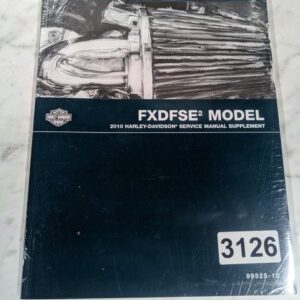 FXDFSE² MODEL
2010 HARLEY-DAVIDSON® SERVICE MANUAL SUPPLEMENT
3126
99525-10